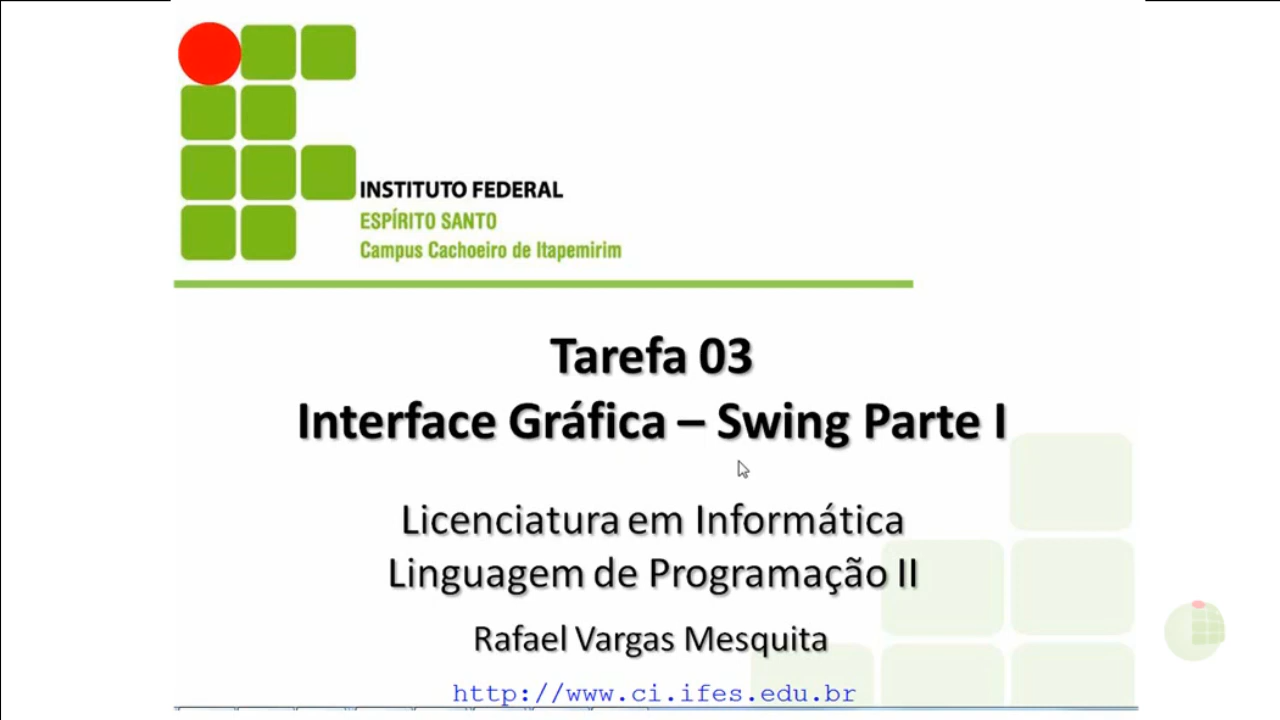 INSTITUTO FEDERAL
ESPÍRITO SANTO
Campus Cachoeiro de Itapemirim
Tarefa 03
Interface Gráfica – Swing Parte I
Licenciatura em Informática
Linguagem de Programação II
Rafael Vargas Mesquita
http://www.ci.ifes.edu.br